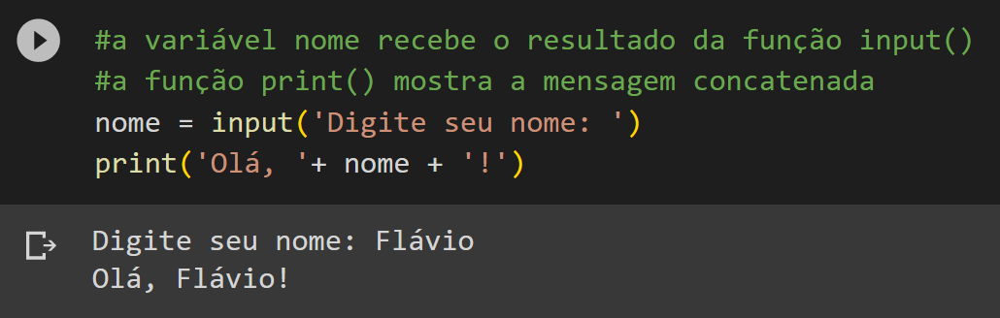 #a variável nome recebe o resultado da função input()
#a função print() mostra a mensagem concatenada
nome = input('Digite seu nome: ')
print('Olá, '+ nome + '!')
Digite seu nome: Flávio
Olá, Flávio!